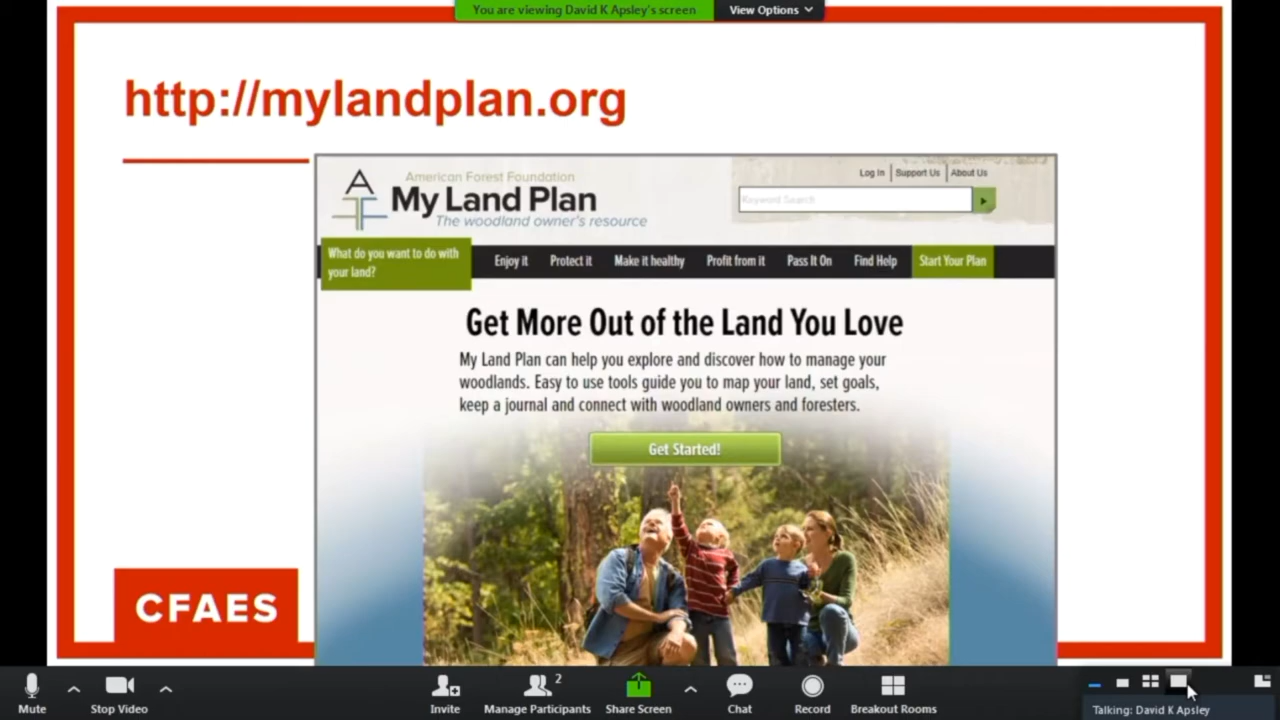 You are viewing David K Apsley's screen
View Options
http://mylandplan.org
American Forest Foundation
My Land Plan
The woodland owner's resource
Log In
Support Us
About Us
Keyword Search
What do you want to do with
your land?
Enjoy it
Protect it
Make it healthy
Profit from it
Pass It On
Find Help
Start Your Plan
Get More Out of the Land You Love
My Land Plan can help you explore and discover how to manage your
woodlands. Easy to use tools guide you to map your land, set goals,
keep a journal and connect with woodland owners and foresters.
Get Started!
CFAES
Mute
Stop Video
Invite
2
Manage Participants
Share Screen
Chat
Record
Breakout Rooms
Talking: David K Apsley